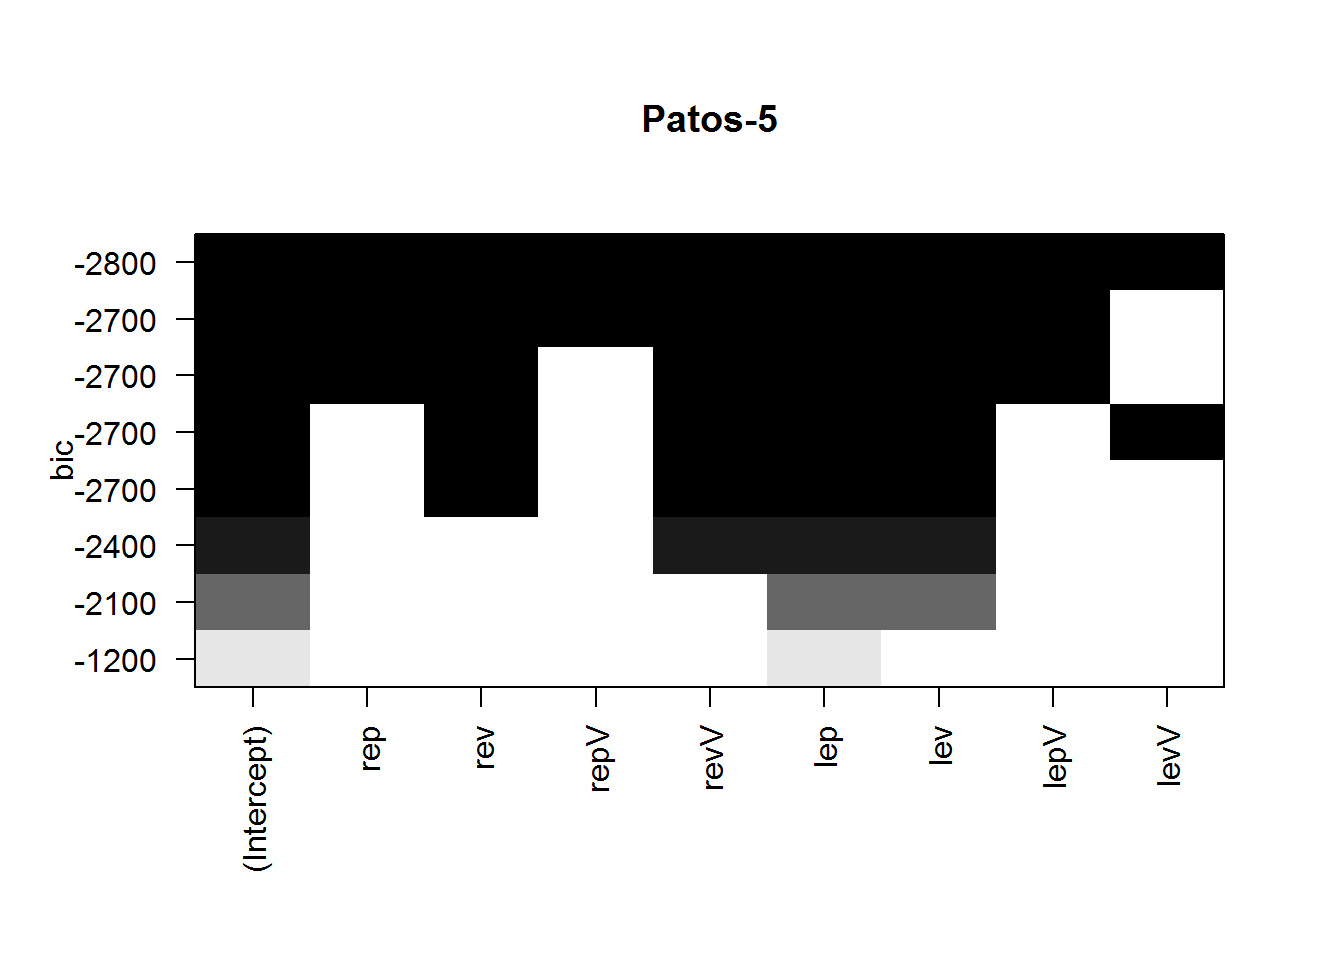 Patos-5
bic
-2800
-2700
-2700
-2700
-2700
-2400
-2100
-1200
(Intercept)
rep
rev
repV
revV
lep
lev
lepV
levV